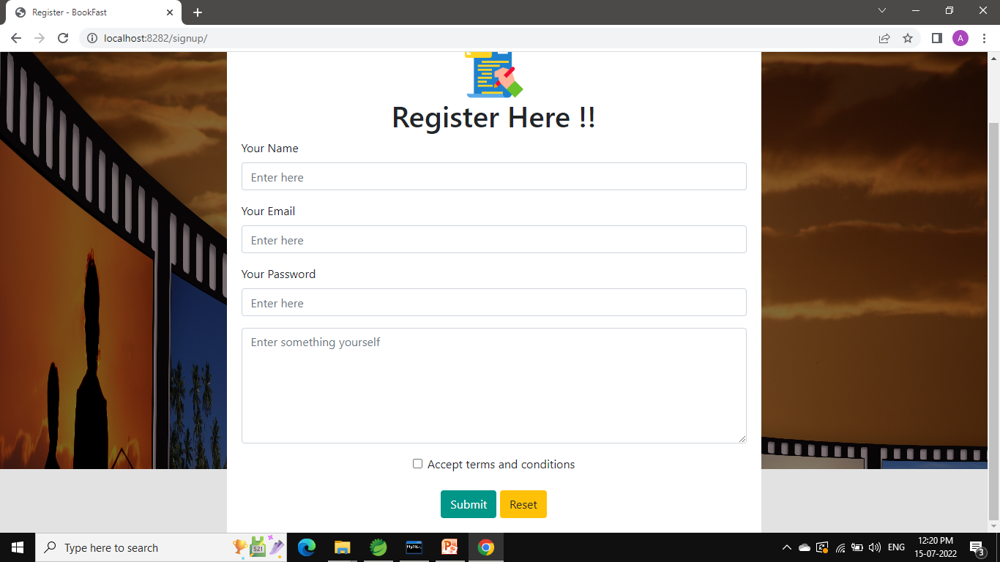 Register - BookFast
localhost:8282/signup/
A
Register Here !!
Your Name
Enter here
Your Email
Enter here
Your Password
Enter here
Enter something yourself
Accept terms and conditions
Submit Reset
Type here to search
521
MySQL
P
ENG
12:20 PM
15-07-2022
3